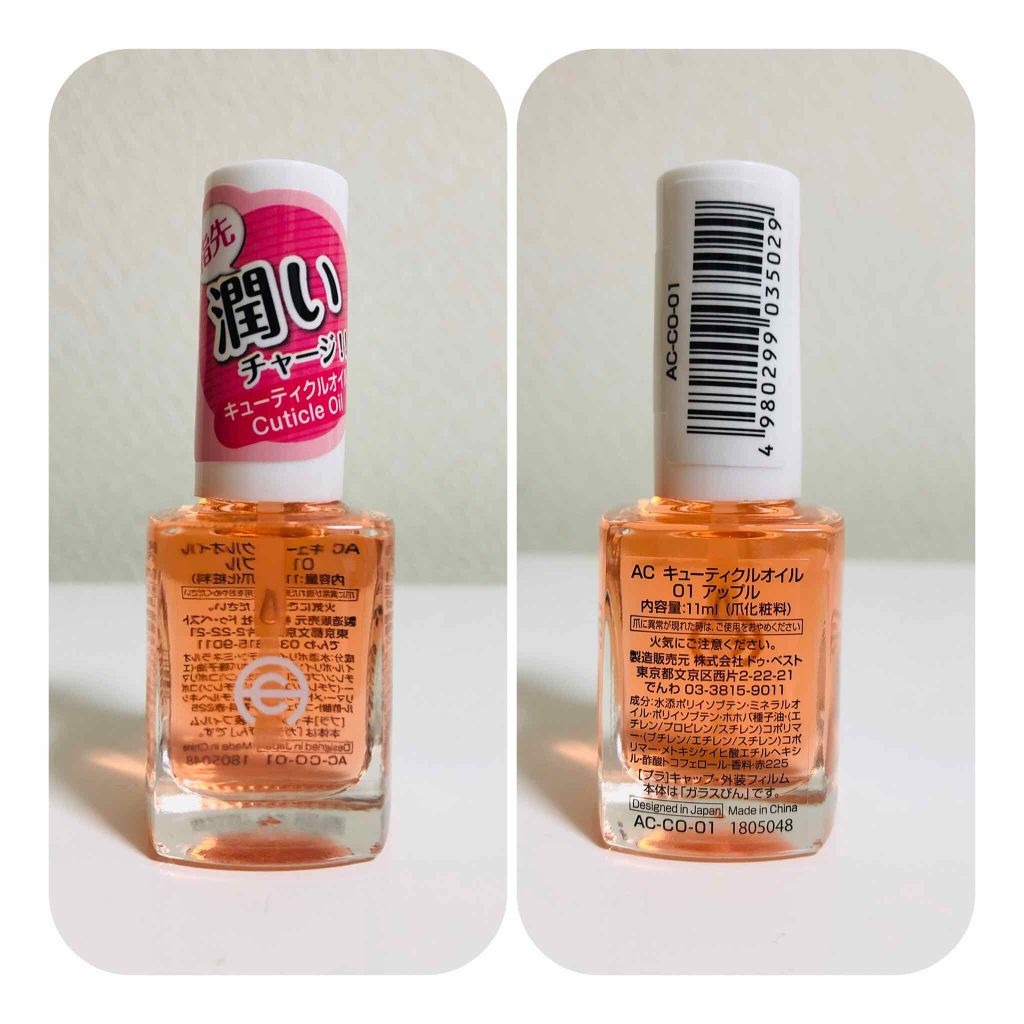 指先
潤い
チャージ!!
キューティクルオイル
Cuticle Oil
AC-CO-01
4 980299 035029
AC キューティクルオイル
01 アップル
内容量:11ml (爪化粧料)
爪に異常が現れた時は、ご使用をおやめください
火気にご注意ください。
製造販売元 株式会社 ドゥ・ベスト
東京都文京区西片2-22-21
でんわ 03-3815-9011
成分:水添ポリイソブテン・ミネラルオ
イル・ポリイソブテン・ホホバ種子油・(エ
チレン/プロピレン/スチレン)コポリマ
ー・(ブチレン/エチレン/スチレン)コポ
リマー・メトキシケイヒ酸エチルヘキシ
ル・酢酸トコフェロール・香料・赤225
[プラ]キャップ・外装フィルム
本体は「ガラスびん」です。
Designed in Japan Made in China
AC-CO-01 1805048